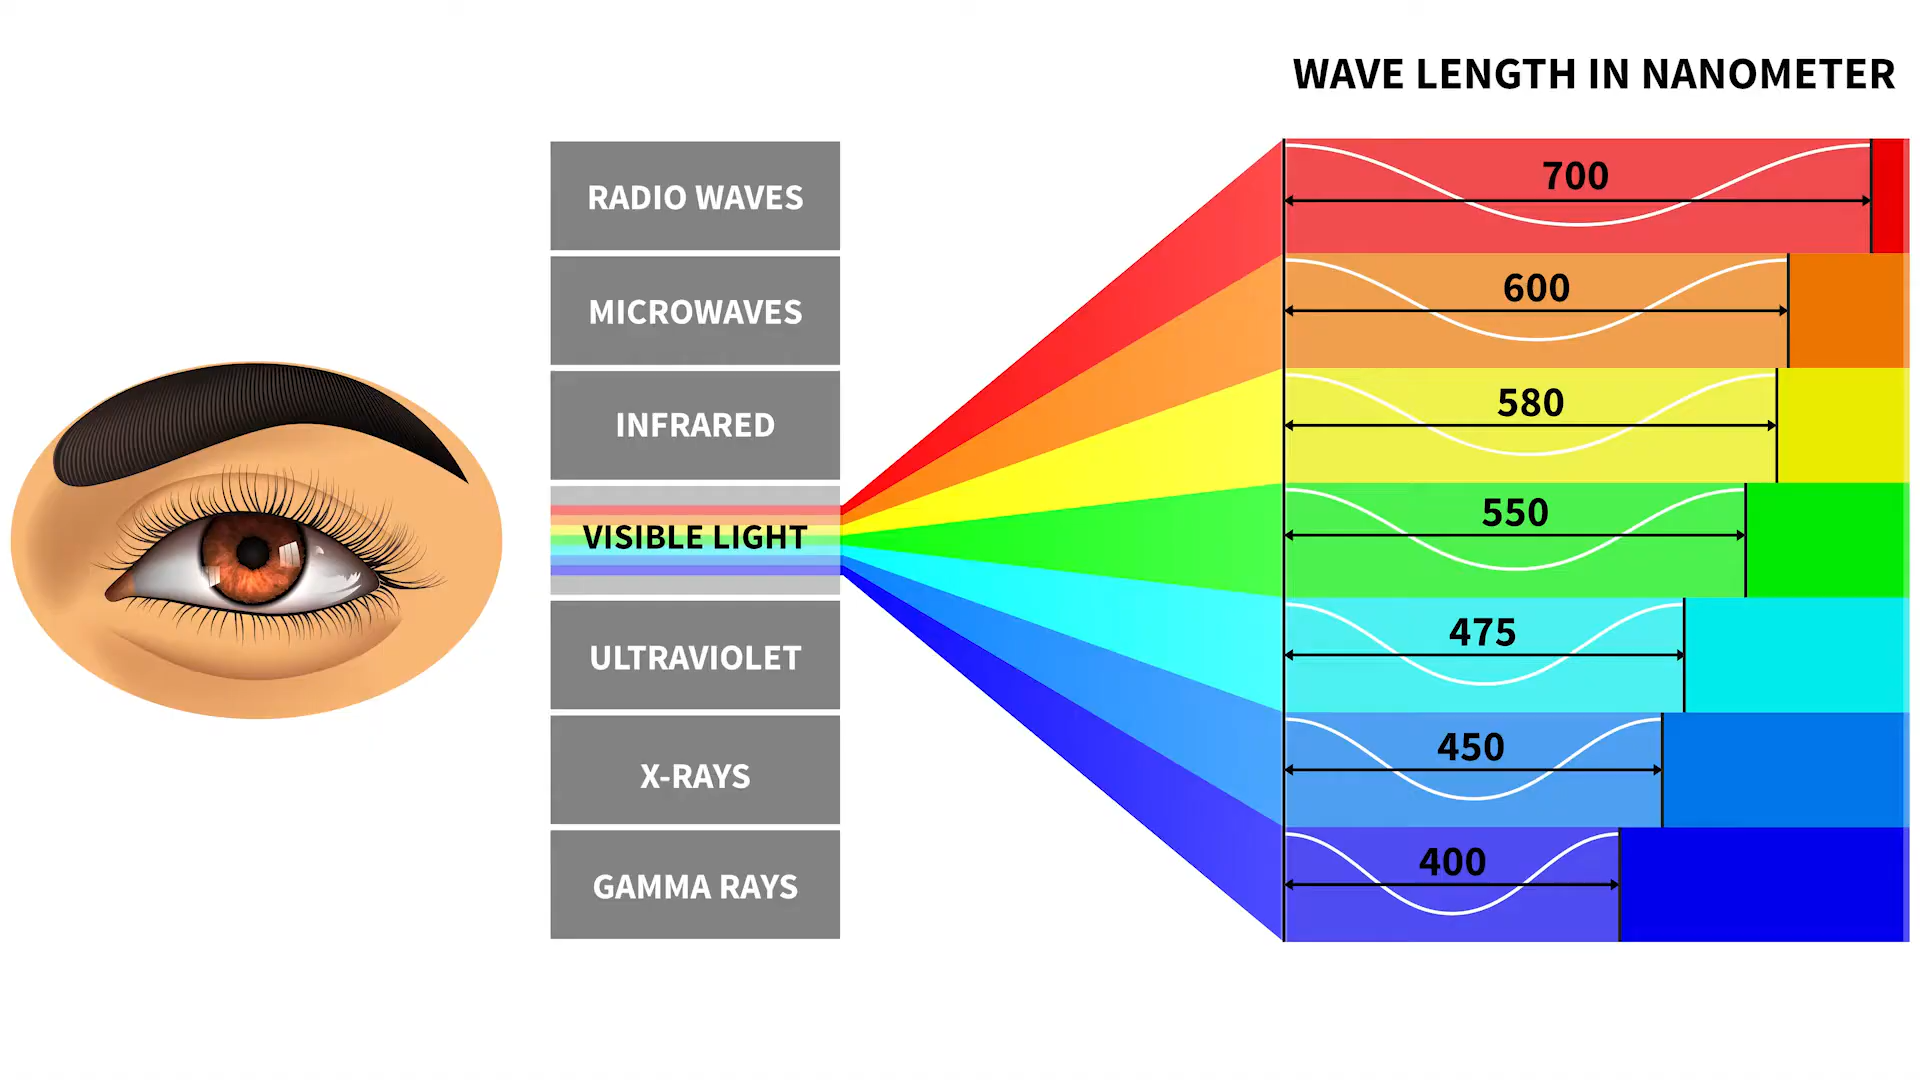 WAVE LENGTH IN NANOMETER
RADIO WAVES
MICROWAVES
INFRARED
VISIBLE LIGHT
ULTRAVIOLET
X-RAYS
GAMMA RAYS
700
600
580
550
475
450
400